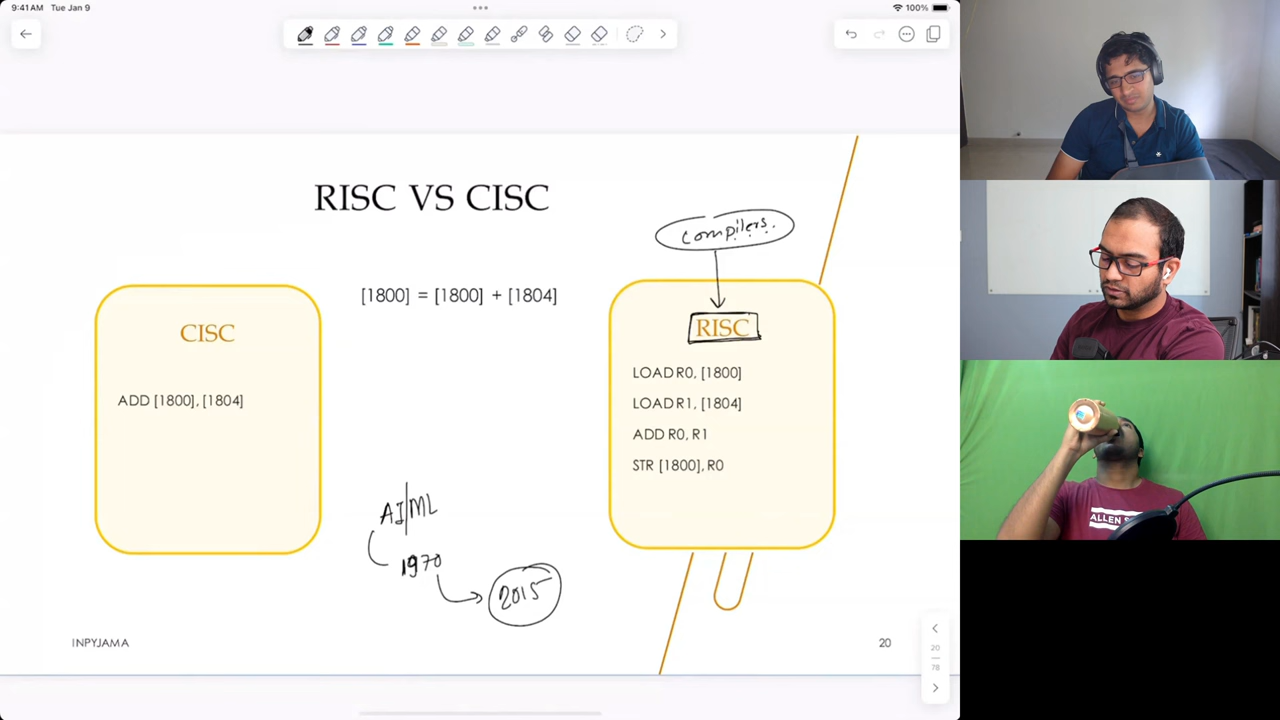 9:41 AM Tue Jan 9
100%
RISC VS CISC
compilers.
[1800] = [1800] + [1804]
CISC
ADD [1800], [1804]
RISC
LOAD R0, [1800]
LOAD R1, [1804]
ADD R0, R1
STR [1800], R0
AI/ML
1970
2015
INPYJAMA
20
20
78
ALLEN S